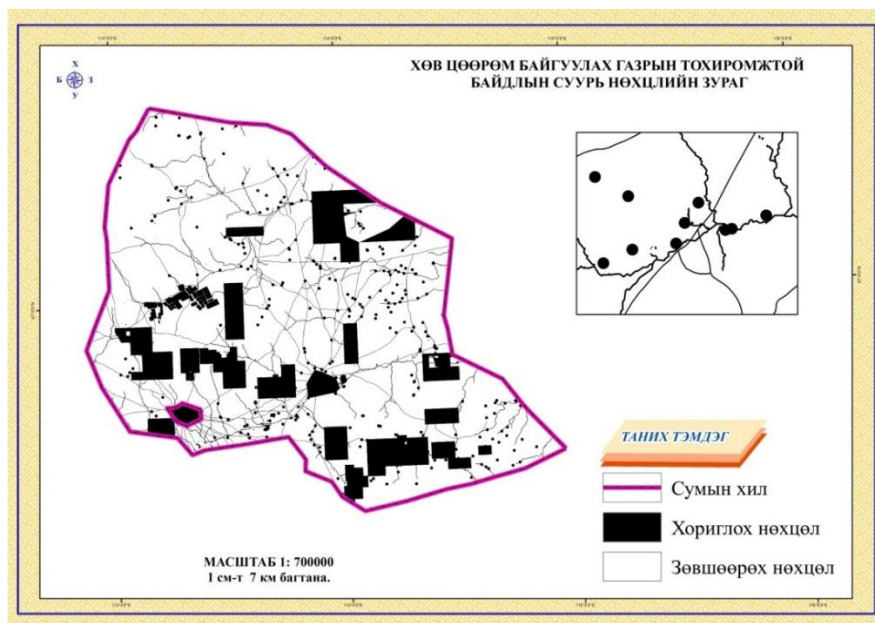 ХӨВ ЦӨӨРӨМ БАЙГУУЛАХ ГАЗРЫН ТОХИРОМЖТОЙ
БАЙДЛЫН СУУРЬ НӨХЦЛИЙН ЗУРАГ
Х
Б З
У
ТАНИХ ТЭМДЭГ
Сумын хил
Хориглох нөхцөл
Зөвшөөрөх нөхцөл
МАСШТАБ 1: 700000
1 см-т 7 км багтана.